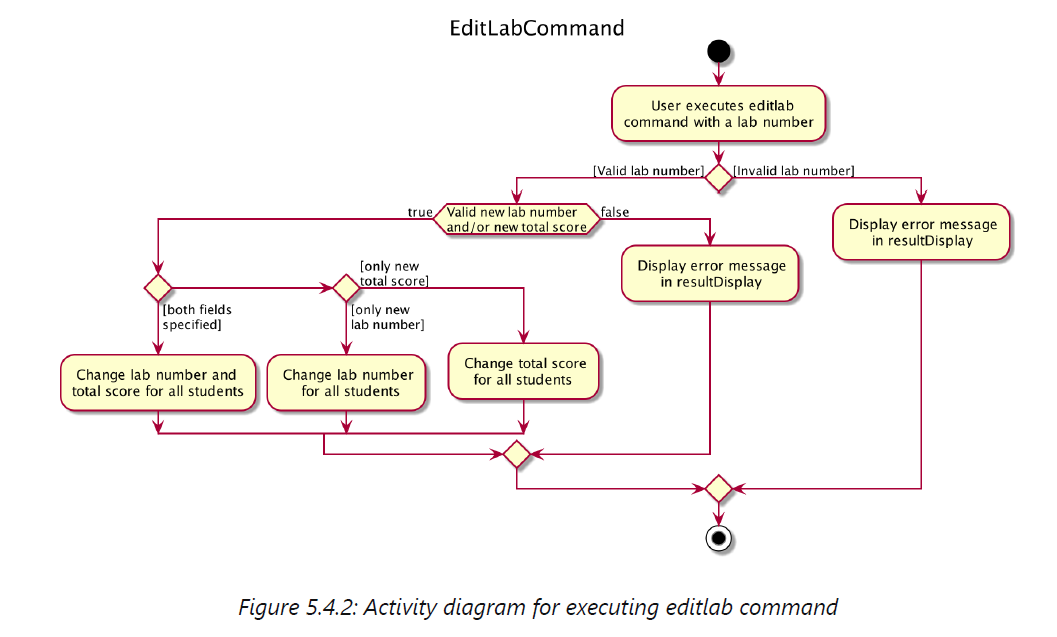 EditLabCommand
User executes editlab
command with a lab number
[Valid lab number]
[Invalid lab number]
true
Valid new lab number
and/or new total score
false
Display error message
in resultDisplay
Display error message
in resultDisplay
[only new
total score]
[both fields
specified]
[only new
lab number]
Change lab number and
total score for all students
Change lab number
for all students
Change total score
for all students
Figure 5.4.2: Activity diagram for executing editlab command